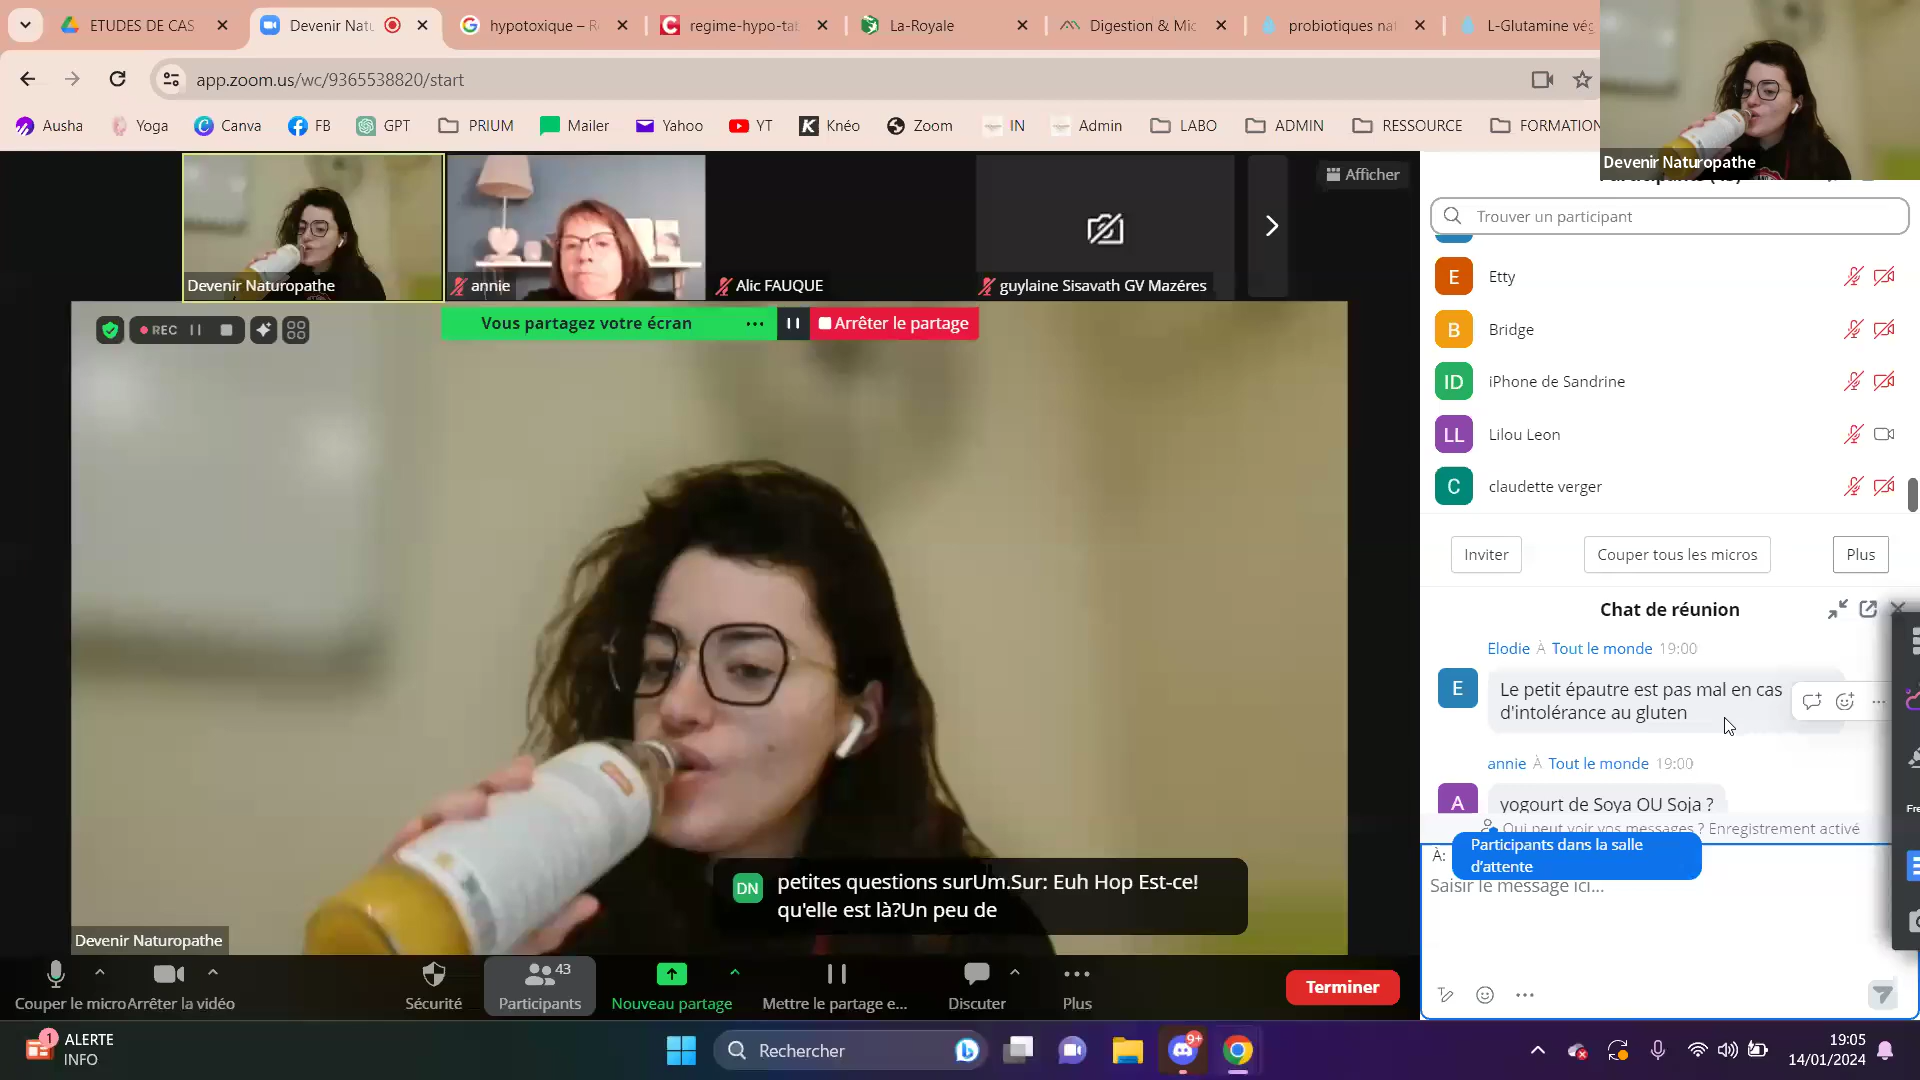 ETUDES DE CAS
Devenir Natu
hypotoxique – R
regime-hypo-ta
La-Royale
Digestion & Mic
probiotiques nat
L-Glutamine vég
app.zoom.us/wc/9365538820/start
Ausha
Yoga
Canva
FB
GPT
PRIUM
Mailer
Yahoo
YT
Knéo
Zoom
IN
Admin
LABO
ADMIN
RESSOURCE
FORMATION
Devenir Naturopathe
Devenir Naturopathe
annie
Alic FAUQUE
guylaine Sisavath GV Mazéres
Afficher
REC
Vous partagez votre écran
Arrêter le partage
Trouver un participant
E
Etty
B
Bridge
ID
iPhone de Sandrine
LL
Lilou Leon
C
claudette verger
Inviter
Couper tous les micros
Plus
Chat de réunion
Elodie À Tout le monde 19:00
E
Le petit épautre est pas mal en cas
d'intolérance au gluten
annie À Tout le monde 19:00
A
yogourt de Soya OU Soja ?
Qui peut voir vos messages ? Enregistrement activé
À:
Participants dans la salle
d'attente
Saisir le message ici...
DN
petites questions surUm.Sur: Euh Hop Est-ce!
qu'elle est là?Un peu de
Devenir Naturopathe
Couper le micro
Arrêter la vidéo
Sécurité
43
Participants
Nouveau partage
Mettre le partage e...
Discuter
Plus
Terminer
1
ALERTE
INFO
Rechercher
9+
19:05
14/01/2024